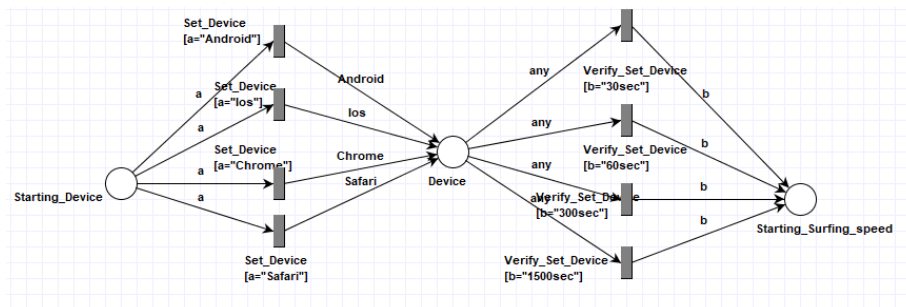 Set_Device
[a="Android"]
a
Android
any
Verify_Set_Device
[b="30sec"]
b
Set_Device
[a="Ios"]
a
Ios
any
Verify_Set_Device
[b="60sec"]
b
Set_Device
[a="Chrome"]
a
Chrome
any
Verify_Set_Device
[b="300sec"]
b
Starting_Device
a
Safari
Device
any
b
Starting_Surfing_speed
Set_Device
[a="Safari"]
Verify_Set_Device
[b="1500sec"]